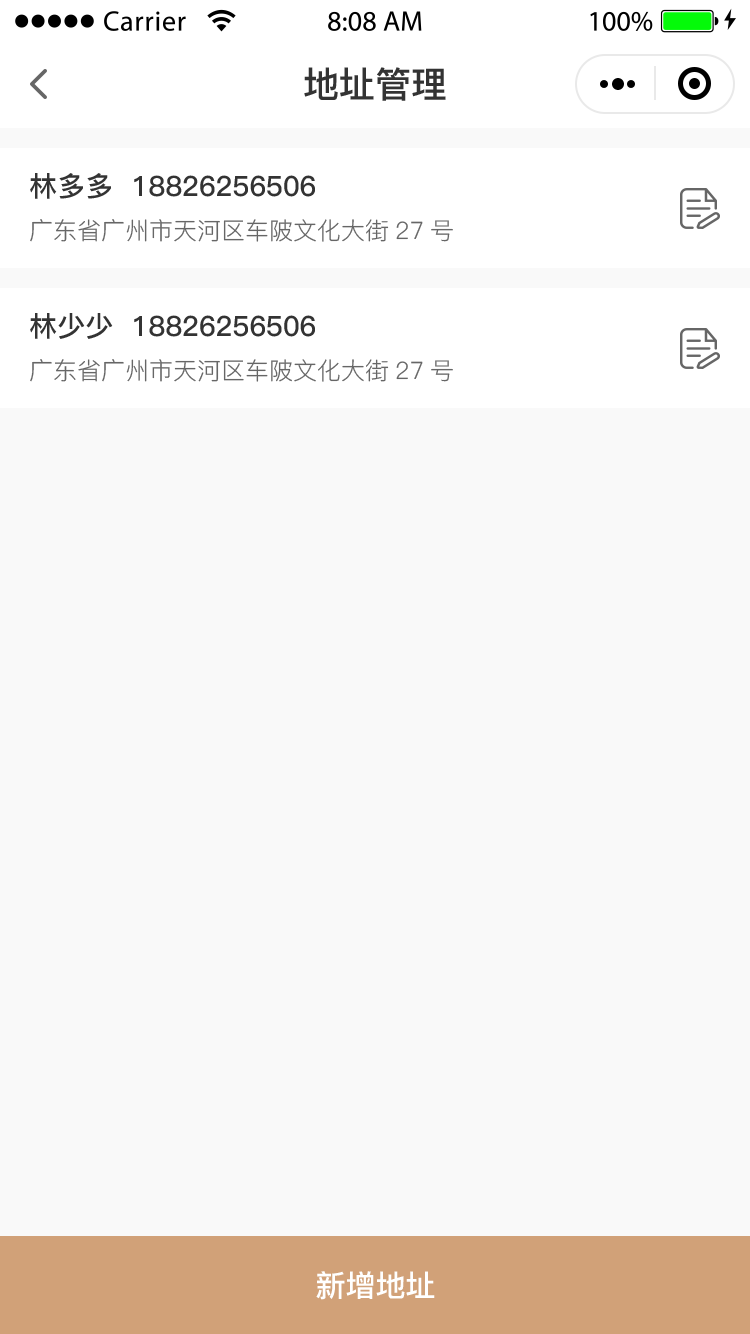 Carrier 8:08 AM 100%
地址管理
林多多 18826256506
广东省广州市天河区车陂文化大街 27 号
林少少 18826256506
广东省广州市天河区车陂文化大街 27 号
新增地址